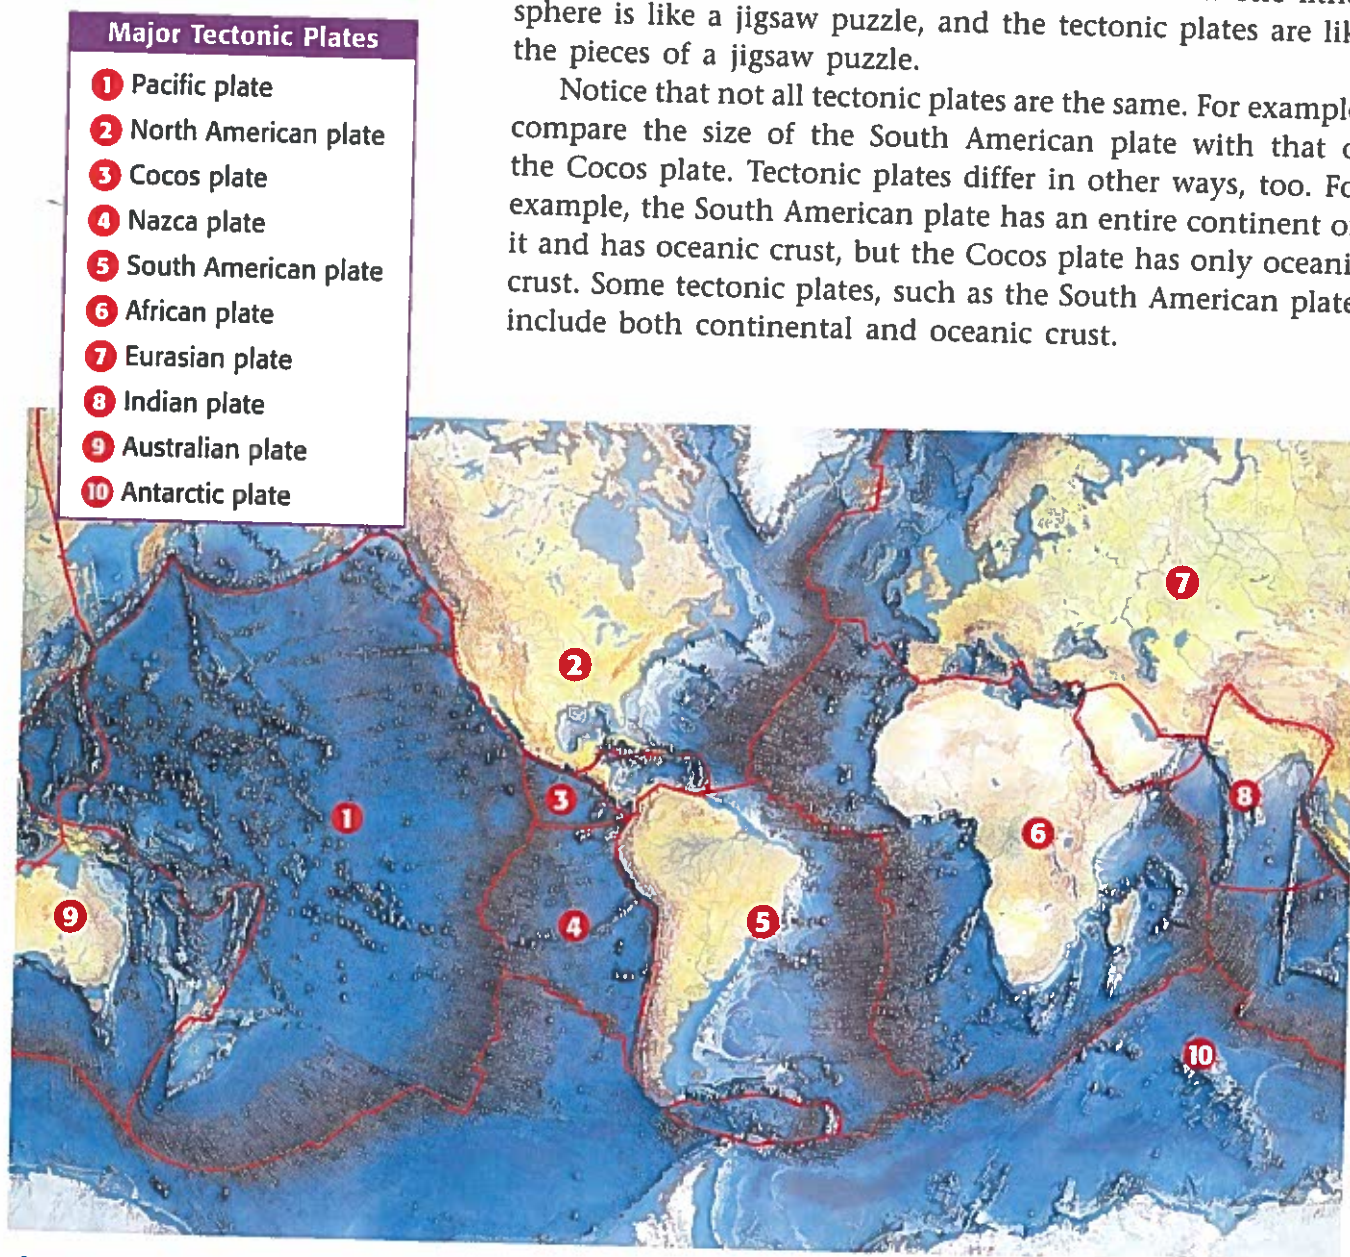 Major Tectonic Plates
1 Pacific plate
2 North American plate
3 Cocos plate
4 Nazca plate
5 South American plate
6 African plate
7 Eurasian plate
8 Indian plate
9 Australian plate
10 Antarctic plate
sphere is like a jigsaw puzzle, and the tectonic plates are lik
the pieces of a jigsaw puzzle.
Notice that not all tectonic plates are the same. For exampl
compare the size of the South American plate with that o
the Cocos plate. Tectonic plates differ in other ways, too. Fo
example, the South American plate has an entire continent o
it and has oceanic crust, but the Cocos plate has only oceani
crust. Some tectonic plates, such as the South American plate
include both continental and oceanic crust.
7
2
3
1
8
6
9
4
5
10